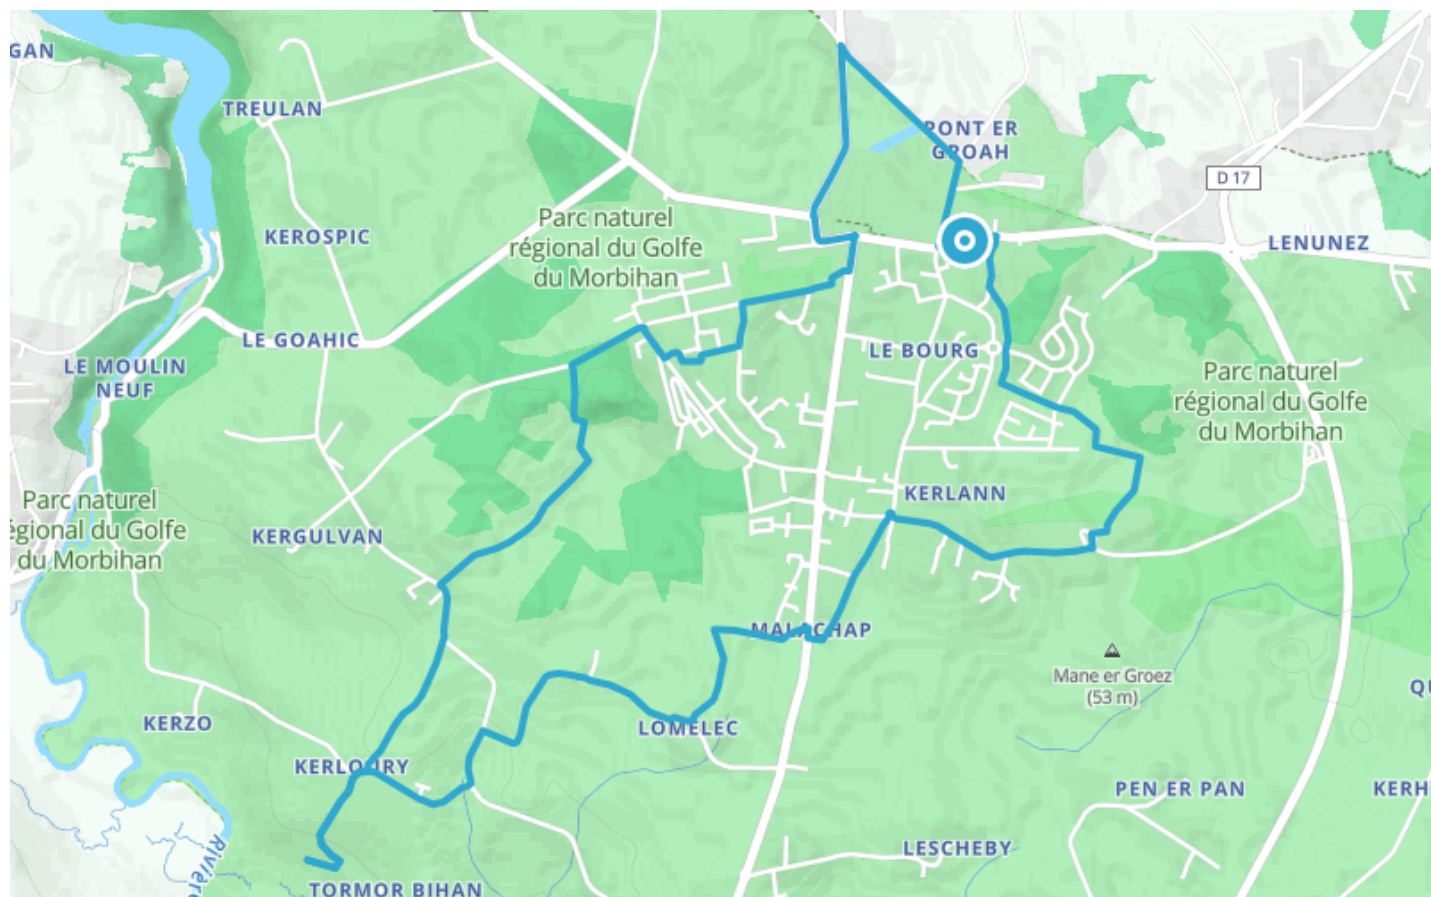 GAN
TREULAN
PONT ER
GROAH
D 17
Parc naturel
régional du Golfe
du Morbihan
KEROSPIC
LENUNEZ
LE GOAHIC
LE BOURG
LE MOULIN
NEUF
Parc naturel
régional du Golfe
du Morbihan
Parc naturel
égional du Golfe
du Morbihan
KERLANN
KERGULVAN
MALACHAP
Mane er Groez
(53 m)
QU
KERZO
LOMELEC
KERLOURY
PEN ER PAN
KERH
LESCHEBY
Rivière
TORMOR BIHAN